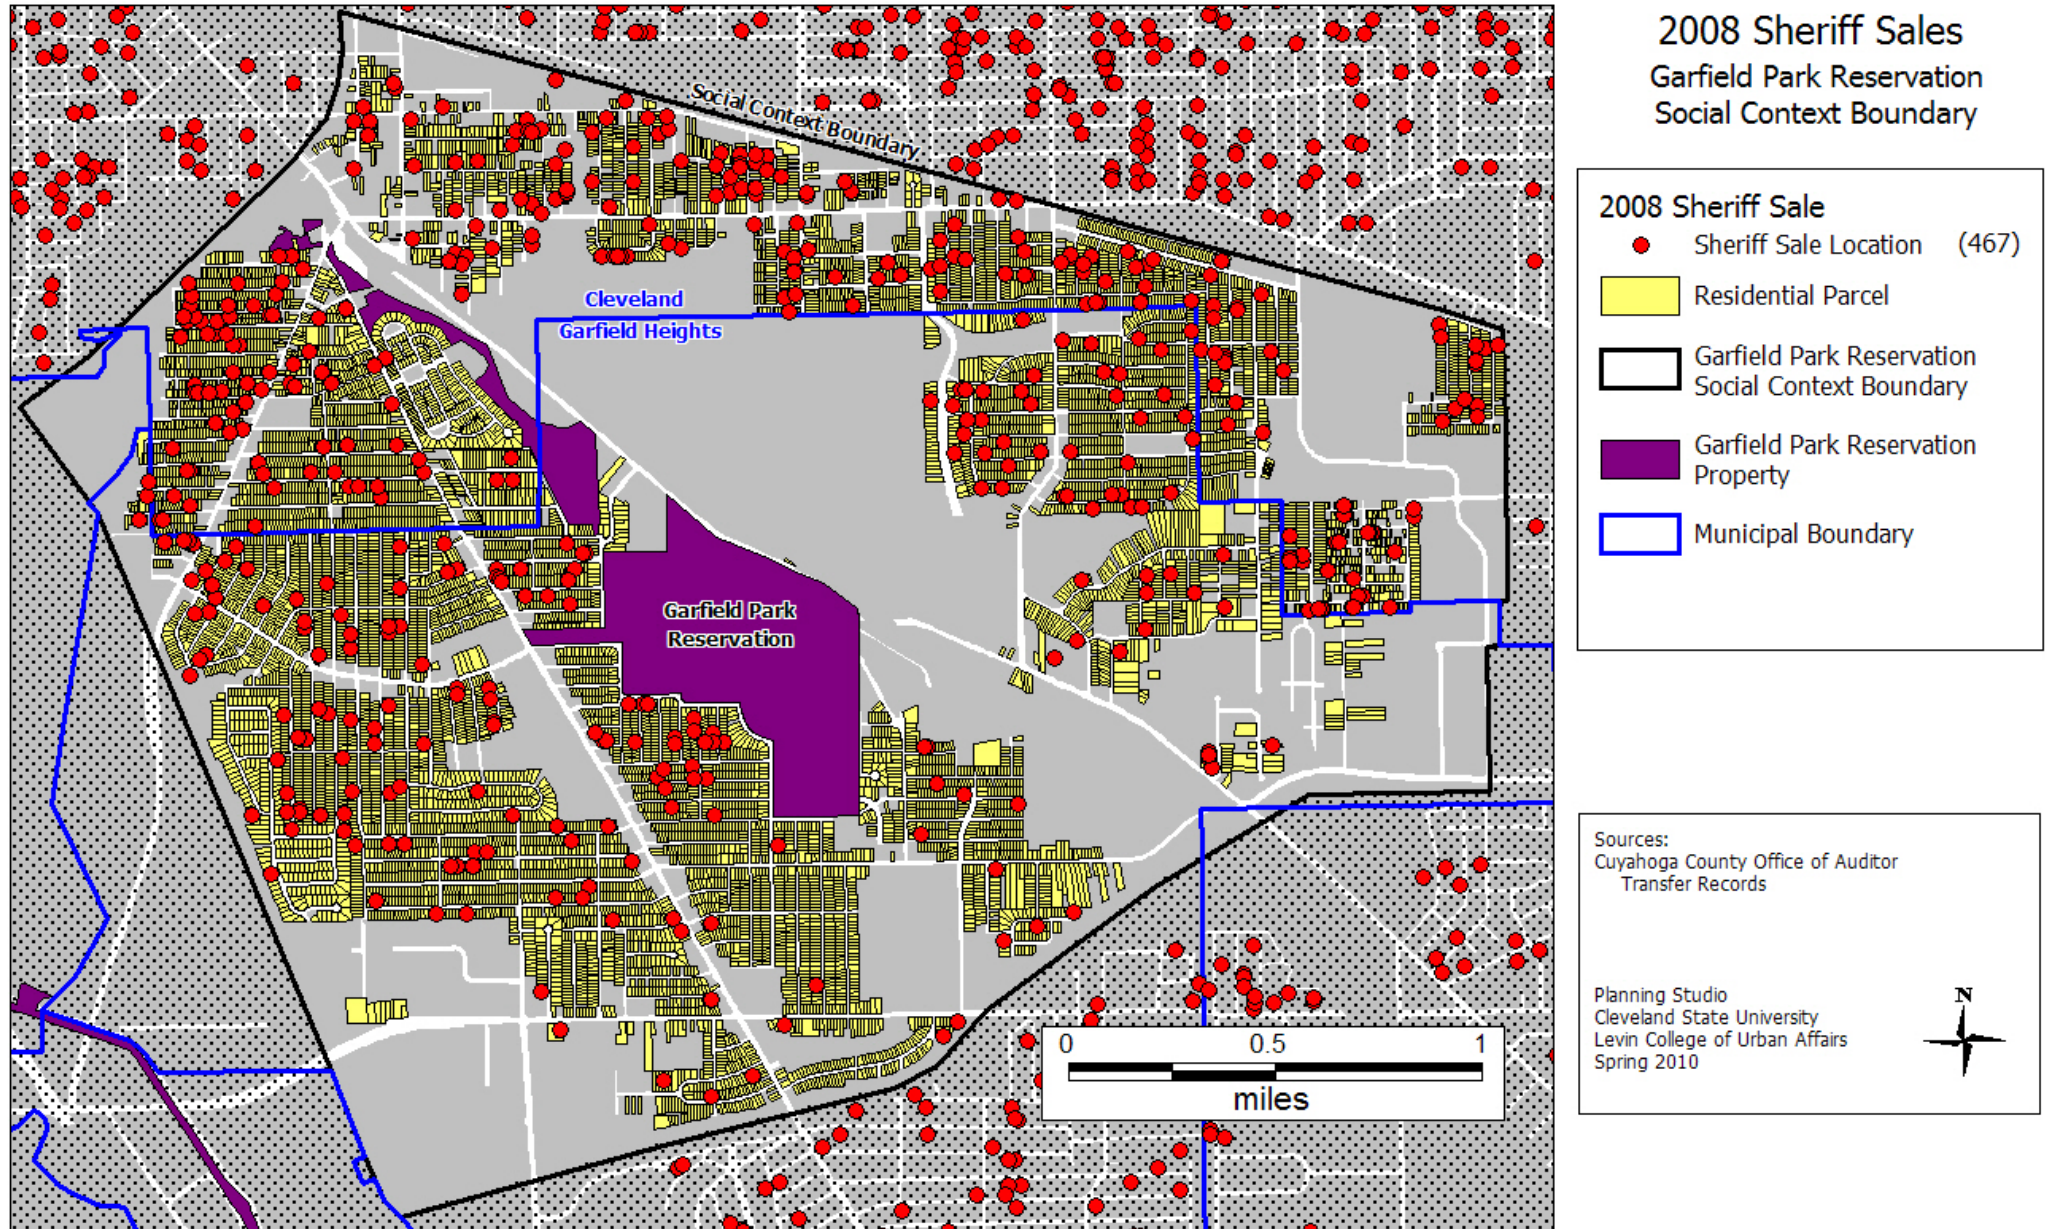 2008 Sheriff Sales
Garfield Park Reservation
Social Context Boundary
Social Context Boundary
Cleveland
Garfield Heights
Garfield Park
Reservation
2008 Sheriff Sale
Sheriff Sale Location (467)
Residential Parcel
Garfield Park Reservation
Social Context Boundary
Garfield Park Reservation
Property
Municipal Boundary
Sources:
Cuyahoga County Office of Auditor
Transfer Records
Planning Studio
Cleveland State University
Levin College of Urban Affairs
Spring 2010
N
0 0.5 1
miles